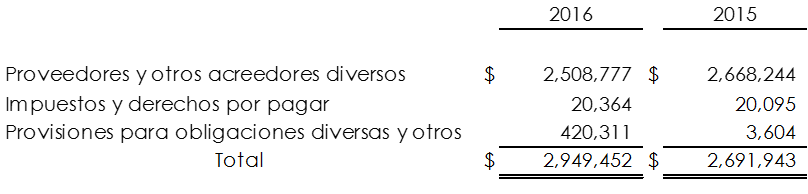 2016 2015
Proveedores y otros acreedores diversos $ 2,508,777 $ 2,668,244
Impuestos y derechos por pagar 20,364 20,095
Provisiones para obligaciones diversas y otros 420,311 3,604
Total $ 2,949,452 $ 2,691,943